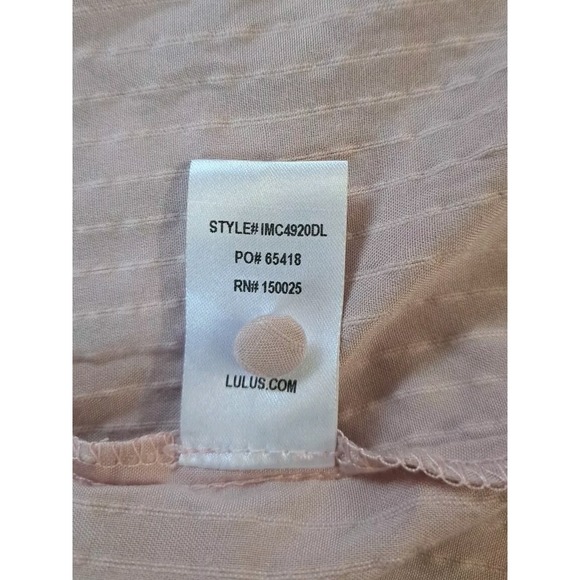 STYLE# IMC4920DL
PO# 65418
RN# 150025
LULUS.COM